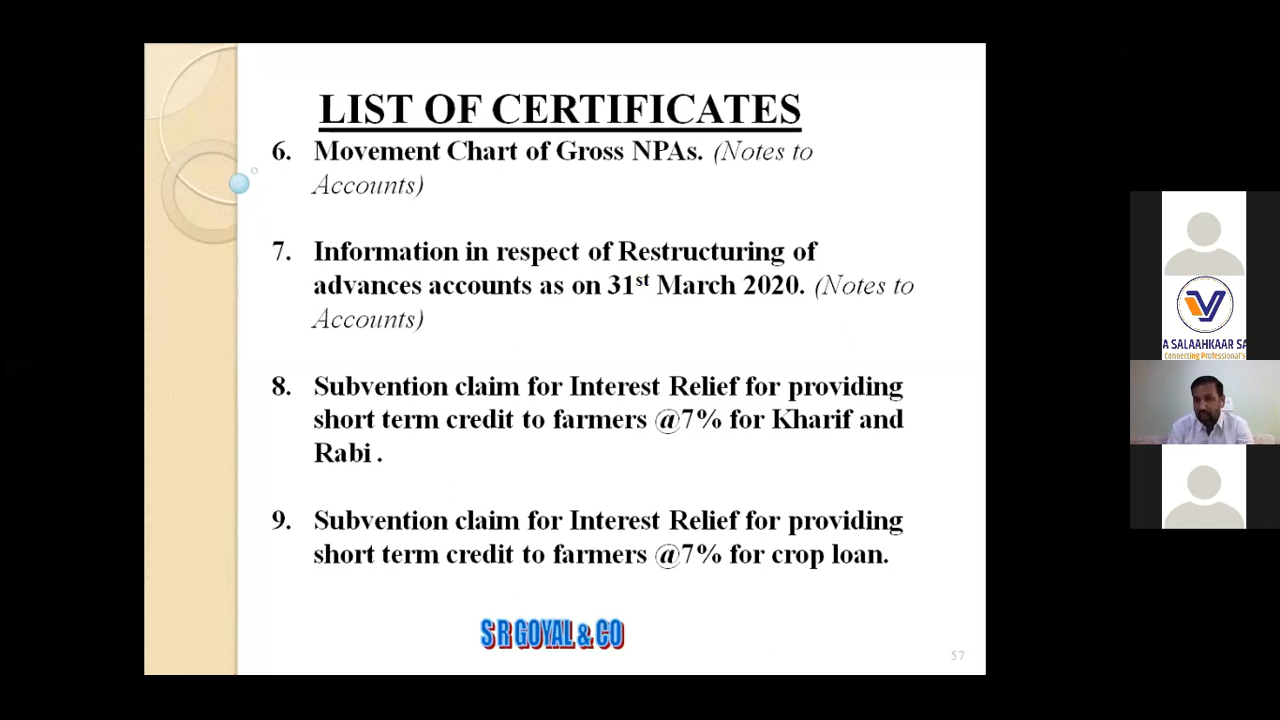 LIST OF CERTIFICATES
6. Movement Chart of Gross NPAs. (Notes to
Accounts)
7. Information in respect of Restructuring of
advances accounts as on 31st March 2020. (Notes to
Accounts)
8. Subvention claim for Interest Relief for providing
short term credit to farmers @7% for Kharif and
Rabi .
9. Subvention claim for Interest Relief for providing
short term credit to farmers @7% for crop loan.
S R GOYAL & CO
57
A SALAAHKAAR SA
Connecting Professional's